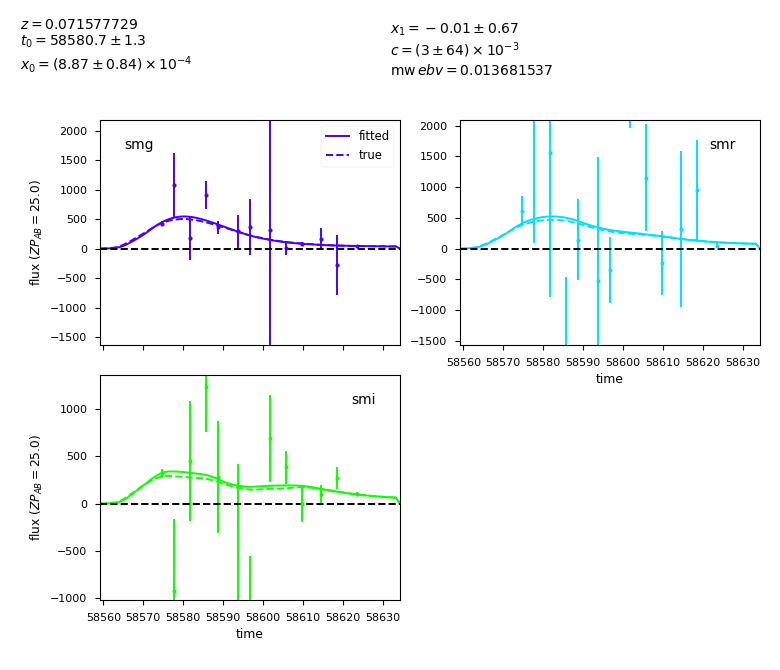 z = 0.071577729
t₀ = 58580.7 ± 1.3
x₀ = (8.87 ± 0.84) × 10⁻⁴
x₁ = −0.01 ± 0.67
c = (3 ± 64) × 10⁻³
mw ebv = 0.013681537
smg
fitted
true
2000
1500
1000
500
0
−500
−1000
−1500
flux (ZP_AB = 25.0)
smr
2000
1500
1000
500
0
−500
−1000
−1500
58560 58570 58580 58590 58600 58610 58620 58630
time
smi
1000
500
0
−500
−1000
flux (ZP_AB = 25.0)
58560 58570 58580 58590 58600 58610 58620 58630
time